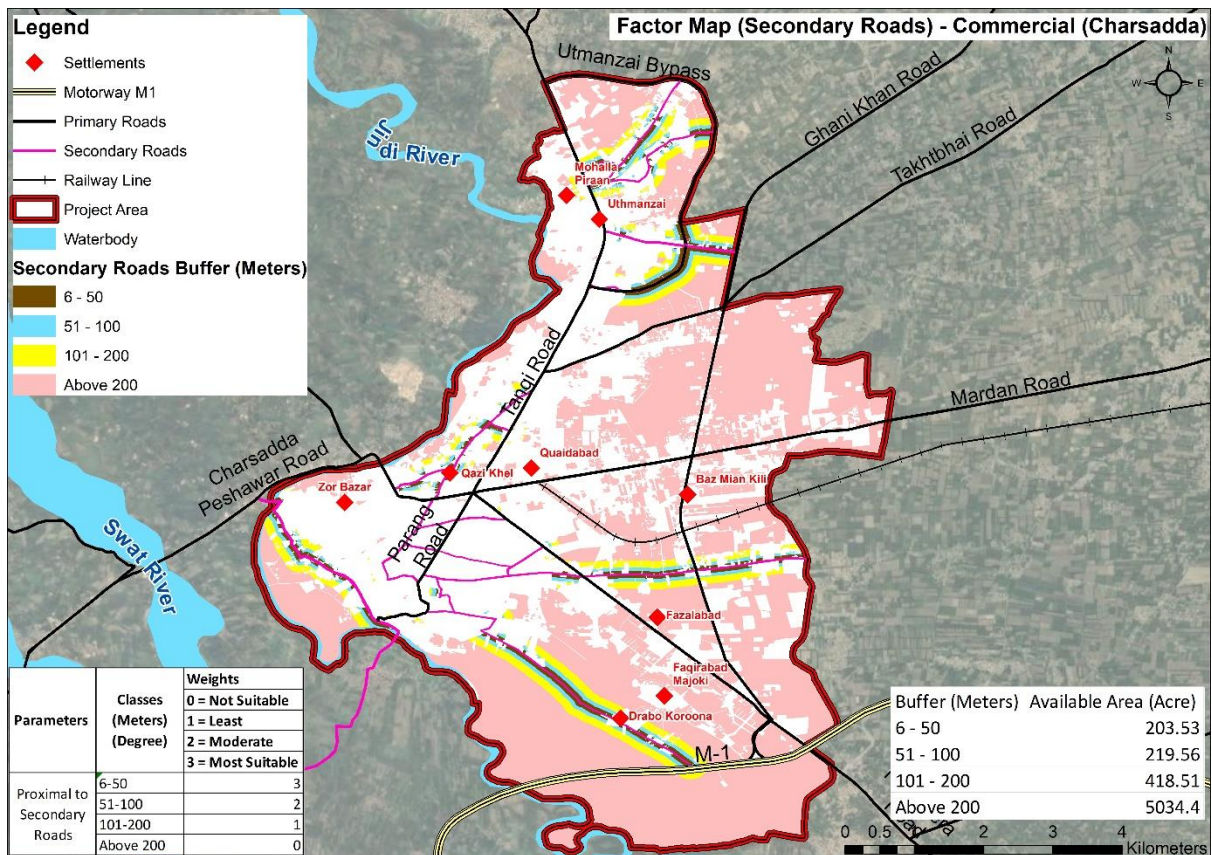 Factor Map (Secondary Roads) - Commercial (Charsadda)
Legend
Settlements
Motorway M1
Primary Roads
Secondary Roads
Railway Line
Project Area
Waterbody
Secondary Roads Buffer (Meters)
6 - 50
51 - 100
101 - 200
Above 200
N
W
E
S
Utmanzai Bypass
Ghani Khan Road
Takhtbhai Road
di River
Mohalla
Piraan
Uthmanzai
Tangi Road
Mardan Road
Charsadda
Peshawar Road
Qazi Khel
Quaidabad
Zor Bazar
Baz Mian Kili
Parang
Road
Swat River
Fazalabad
Faqirabad
Majoki
Drabo Koroona
M-1
Parameters
Classes
(Meters)
(Degree)
Weights
0 = Not Suitable
1 = Least
2 = Moderate
3 = Most Suitable
Proximal to
Secondary
Roads
6-50 3
51-100 2
101-200 1
Above 200 0
Buffer (Meters) Available Area (Acre)
6 - 50 203.53
51 - 100 219.56
101 - 200 418.51
Above 200 5034.4
0 0.5 1 2 3 4
Kilometers